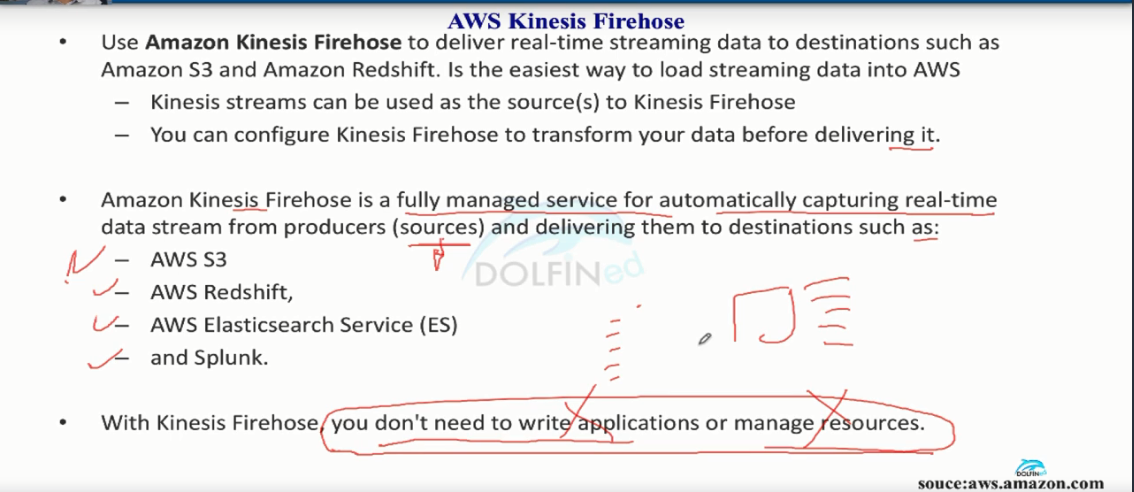 AWS Kinesis Firehose
• Use Amazon Kinesis Firehose to deliver real-time streaming data to destinations such as
Amazon S3 and Amazon Redshift. Is the easiest way to load streaming data into AWS
– Kinesis streams can be used as the source(s) to Kinesis Firehose
– You can configure Kinesis Firehose to transform your data before delivering it.
• Amazon Kinesis Firehose is a fully managed service for automatically capturing real-time
data stream from producers (sources) and delivering them to destinations such as:
– AWS S3
– AWS Redshift,
– AWS Elasticsearch Service (ES)
– and Splunk.
DOLFINed
• With Kinesis Firehose, you don't need to write applications or manage resources.
DOLFINed
souce:aws.amazon.com